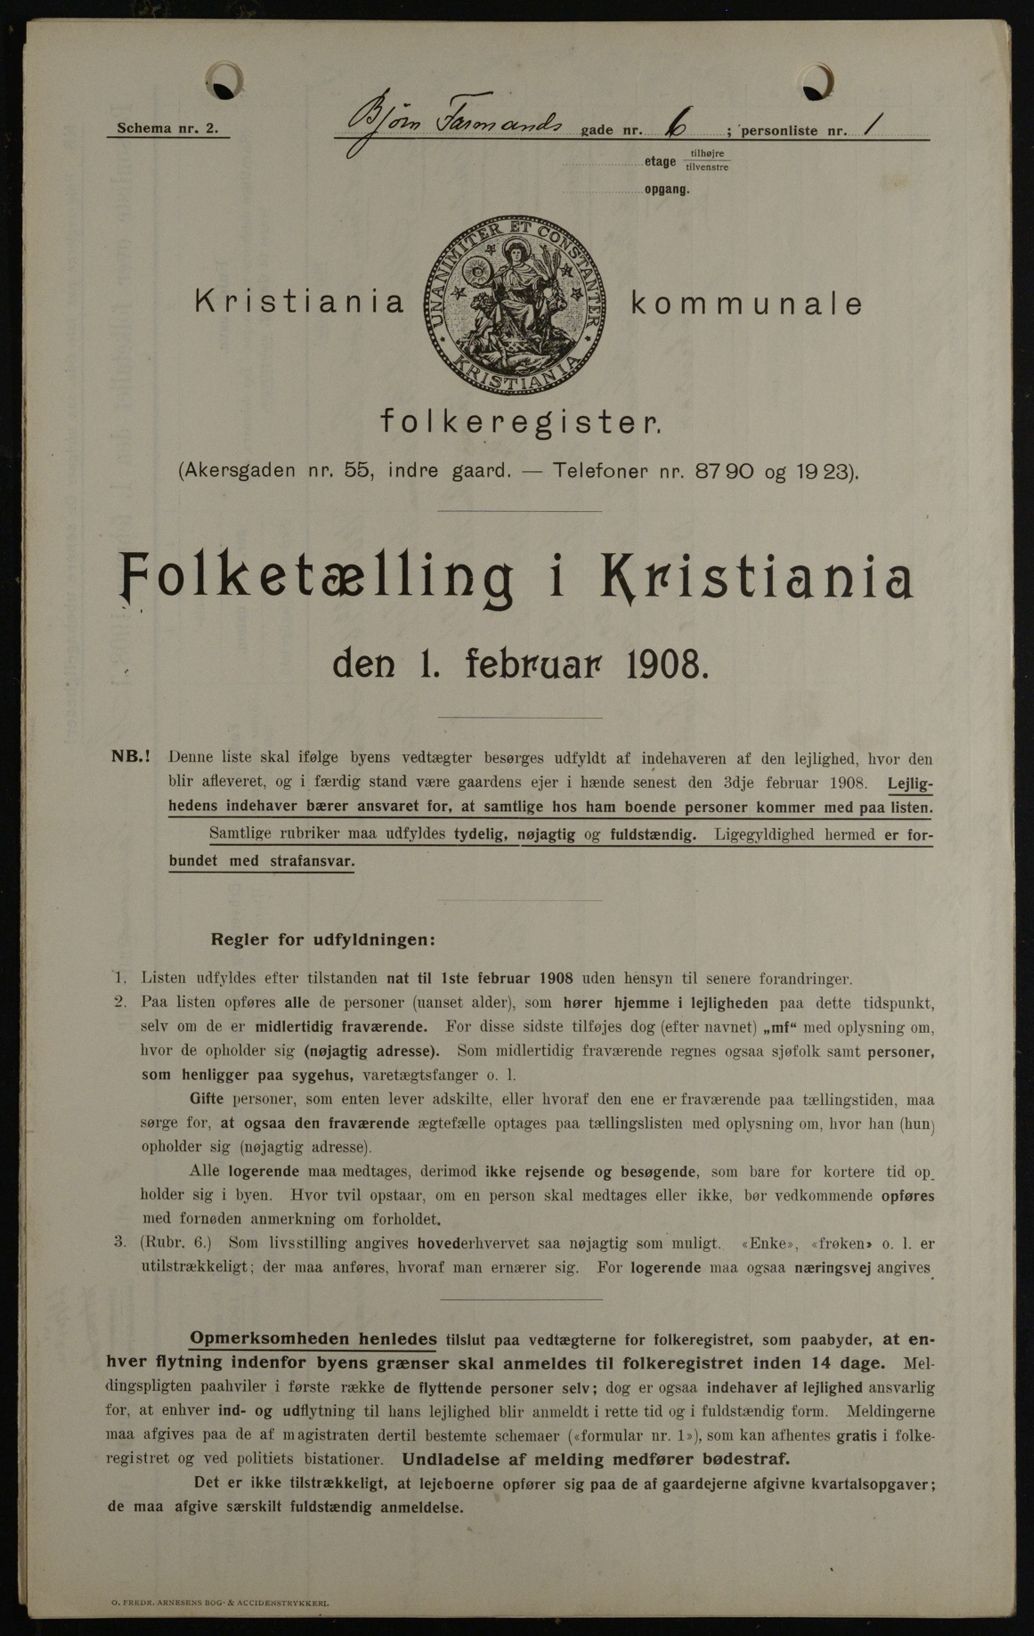 Schema nr. 2.
Bjørn Farmands gade nr. 6 ; personliste nr. 1
etage tilhøjre tilvenstre
opgang.
UNANIMITER ET CONSTANTER
KRISTIANIA
Kristiania kommunale
folkeregister.
(Akersgaden nr. 55, indre gaard. — Telefoner nr. 8790 og 1923).
Folketælling i Kristiania
den 1. februar 1908.
NB.! Denne liste skal ifølge byens vedtægter besørges udfyldt af indehaveren af den lejlighed, hvor den
blir afleveret, og i færdig stand være gaardens ejer i hænde senest den 3dje februar 1908. Lejlig-
hedens indehaver bærer ansvaret for, at samtlige hos ham boende personer kommer med paa listen.
Samtlige rubriker maa udfyldes tydelig, nøjagtig og fuldstændig. Ligegyldighed hermed er for-
bundet med strafansvar.
Regler for udfyldningen:
1. Listen udfyldes efter tilstanden nat til 1ste februar 1908 uden hensyn til senere forandringer.
2. Paa listen opføres alle de personer (uanset alder), som hører hjemme i lejligheden paa dette tidspunkt,
selv om de er midlertidig fraværende. For disse sidste tilføjes dog (efter navnet) „mf“ med oplysning om,
hvor de opholder sig (nøjagtig adresse). Som midlertidig fraværende regnes ogsaa sjøfolk samt personer,
som henligger paa sygehus, varetægtsfanger o. l.
Gifte personer, som enten lever adskilte, eller hvoraf den ene er fraværende paa tællingstiden, maa
sørge for, at ogsaa den fraværende ægtefælle optages paa tællingslisten med oplysning om, hvor han (hun)
opholder sig (nøjagtig adresse).
Alle logerende maa medtages, derimod ikke rejsende og besøgende, som bare for kortere tid op-
holder sig i byen. Hvor tvil opstaar, om en person skal medtages eller ikke, bør vedkommende opføres
med fornøden anmerkning om forholdet.
3. (Rubr. 6.) Som livsstilling angives hovederhvervet saa nøjagtig som muligt. «Enke», «frøken» o. l. er
utilstrækkeligt; der maa anføres, hvoraf man ernærer sig. For logerende maa ogsaa næringsvej angives.
Opmerksomheden henledes tilslut paa vedtægterne for folkeregistret, som paabyder, at en-
hver flytning indenfor byens grænser skal anmeldes til folkeregistret inden 14 dage. Mel-
dingspligten paahviler i første række de flyttende personer selv; dog er ogsaa indehaver af lejlighed ansvarlig
for, at enhver ind- og udflytning til hans lejlighed blir anmeldt i rette tid og i fuldstændig form. Meldingerne
maa afgives paa de af magistraten dertil bestemte schemaer («formular nr. 1»), som kan afhentes gratis i folke-
registret og ved politiets bistationer. Undladelse af melding medfører bødestraf.
Det er ikke tilstrækkeligt, at lejeboerne opfører sig paa de af gaardejerne afgivne kvartalsopgaver;
de maa afgive særskilt fuldstændig anmeldelse.
O. FREDR. ARNESENS BOG- & ACCIDENSTRYKKERI.